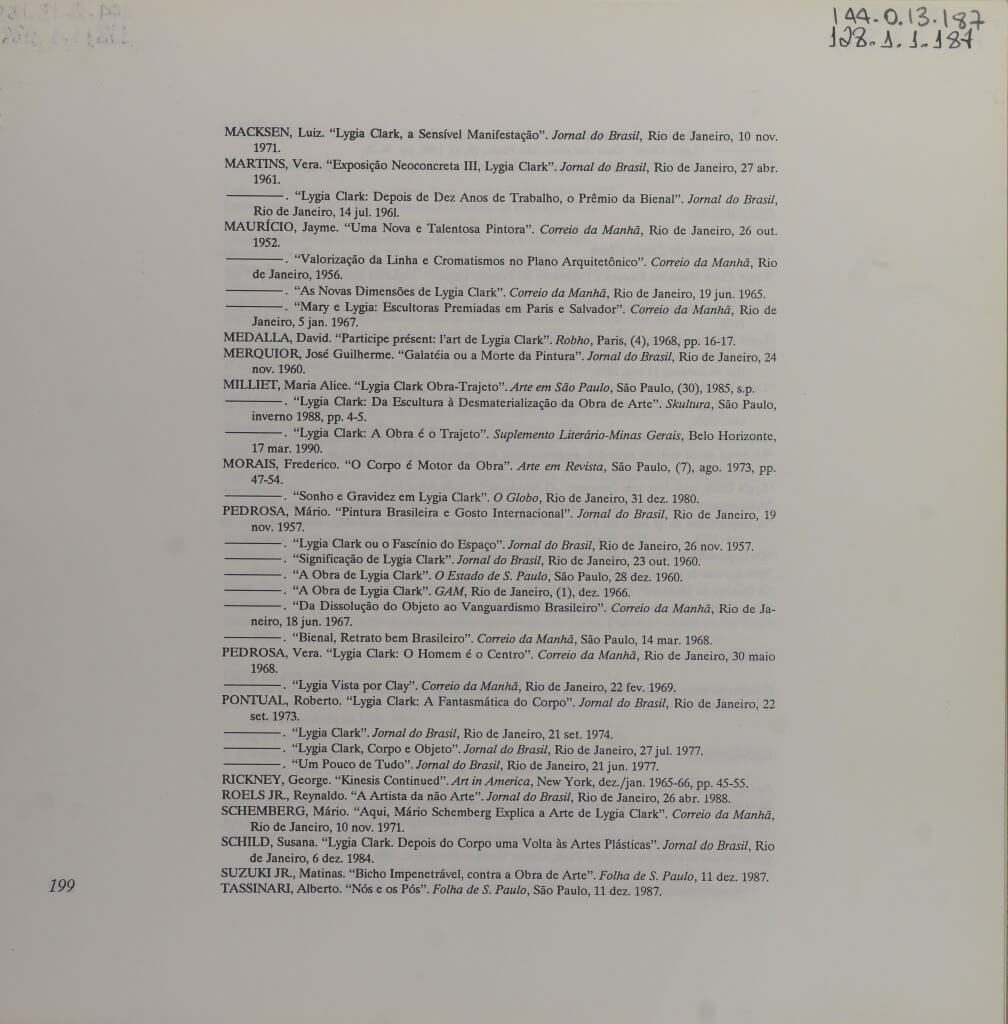 144.0.13.187
128.1.1.187
MACKSEN, Luiz. “Lygia Clark, a Sensível Manifestação”. Jornal do Brasil, Rio de Janeiro, 10 nov.
1971.
MARTINS, Vera. “Exposição Neoconcreta III, Lygia Clark”. Jornal do Brasil, Rio de Janeiro, 27 abr.
1961.
———. “Lygia Clark: Depois de Dez Anos de Trabalho, o Prêmio da Bienal”. Jornal do Brasil,
Rio de Janeiro, 14 jul. 1961.
MAURÍCIO, Jayme. “Uma Nova e Talentosa Pintora”. Correio da Manhã, Rio de Janeiro, 26 out.
1952.
———. “Valorização da Linha e Cromatismos no Plano Arquitetônico”. Correio da Manhã, Rio
de Janeiro, 1956.
———. “As Novas Dimensões de Lygia Clark”. Correio da Manhã, Rio de Janeiro, 19 jun. 1965.
———. “Mary e Lygia: Escultoras Premiadas em Paris e Salvador”. Correio da Manhã, Rio de
Janeiro, 5 jan. 1967.
MEDALLA, David. “Participe présent: l’art de Lygia Clark”. Robho, Paris, (4), 1968, pp. 16-17.
MERQUIOR, José Guilherme. “Galatéia ou a Morte da Pintura”. Jornal do Brasil, Rio de Janeiro, 24
nov. 1960.
MILLIET, Maria Alice. “Lygia Clark Obra-Trajeto”. Arte em São Paulo, São Paulo, (30), 1985, s.p.
———. “Lygia Clark: Da Escultura à Desmaterialização da Obra de Arte”. Skultura, São Paulo,
inverno 1988, pp. 4-5.
———. “Lygia Clark: A Obra é o Trajeto”. Suplemento Literário-Minas Gerais, Belo Horizonte,
17 mar. 1990.
MORAIS, Frederico. “O Corpo é Motor da Obra”. Arte em Revista, São Paulo, (7), ago. 1973, pp.
47-54.
———. “Sonho e Gravidez em Lygia Clark”. O Globo, Rio de Janeiro, 31 dez. 1980.
PEDROSA, Mário. “Pintura Brasileira e Gosto Internacional”. Jornal do Brasil, Rio de Janeiro, 19
nov. 1957.
———. “Lygia Clark ou o Fascínio do Espaço”. Jornal do Brasil, Rio de Janeiro, 26 nov. 1957.
———. “Significação de Lygia Clark”. Jornal do Brasil, Rio de Janeiro, 23 out. 1960.
———. “A Obra de Lygia Clark”. O Estado de S. Paulo, São Paulo, 28 dez. 1960.
———. “A Obra de Lygia Clark”. GAM, Rio de Janeiro, (1), dez. 1966.
———. “Da Dissolução do Objeto ao Vanguardismo Brasileiro”. Correio da Manhã, Rio de Ja-
neiro, 18 jun. 1967.
———. “Bienal, Retrato bem Brasileiro”. Correio da Manhã, São Paulo, 14 mar. 1968.
PEDROSA, Vera. “Lygia Clark: O Homem é o Centro”. Correio da Manhã, Rio de Janeiro, 30 maio
1968.
———. “Lygia Vista por Clay”. Correio da Manhã, Rio de Janeiro, 22 fev. 1969.
PONTUAL, Roberto. “Lygia Clark: A Fantasmática do Corpo”. Jornal do Brasil, Rio de Janeiro, 22
set. 1973.
———. “Lygia Clark”. Jornal do Brasil, Rio de Janeiro, 21 set. 1974.
———. “Lygia Clark, Corpo e Objeto”. Jornal do Brasil, Rio de Janeiro, 27 jul. 1977.
———. “Um Pouco de Tudo”. Jornal do Brasil, Rio de Janeiro, 21 jun. 1977.
RICKNEY, George. “Kinesis Continued”. Art in America, New York, dez./jan. 1965-66, pp. 45-55.
ROELS JR., Reynaldo. “A Artista da não Arte”. Jornal do Brasil, Rio de Janeiro, 26 abr. 1988.
SCHEMBERG, Mário. “Aqui, Mário Schemberg Explica a Arte de Lygia Clark”. Correio da Manhã,
Rio de Janeiro, 10 nov. 1971.
SCHILD, Susana. “Lygia Clark. Depois do Corpo uma Volta às Artes Plásticas”. Jornal do Brasil, Rio
de Janeiro, 6 dez. 1984.
SUZUKI JR., Matinas. “Bicho Impenetrável, contra a Obra de Arte”. Folha de S. Paulo, 11 dez. 1987.
TASSINARI, Alberto. “Nós e os Pós”. Folha de S. Paulo, São Paulo, 11 dez. 1987.
199